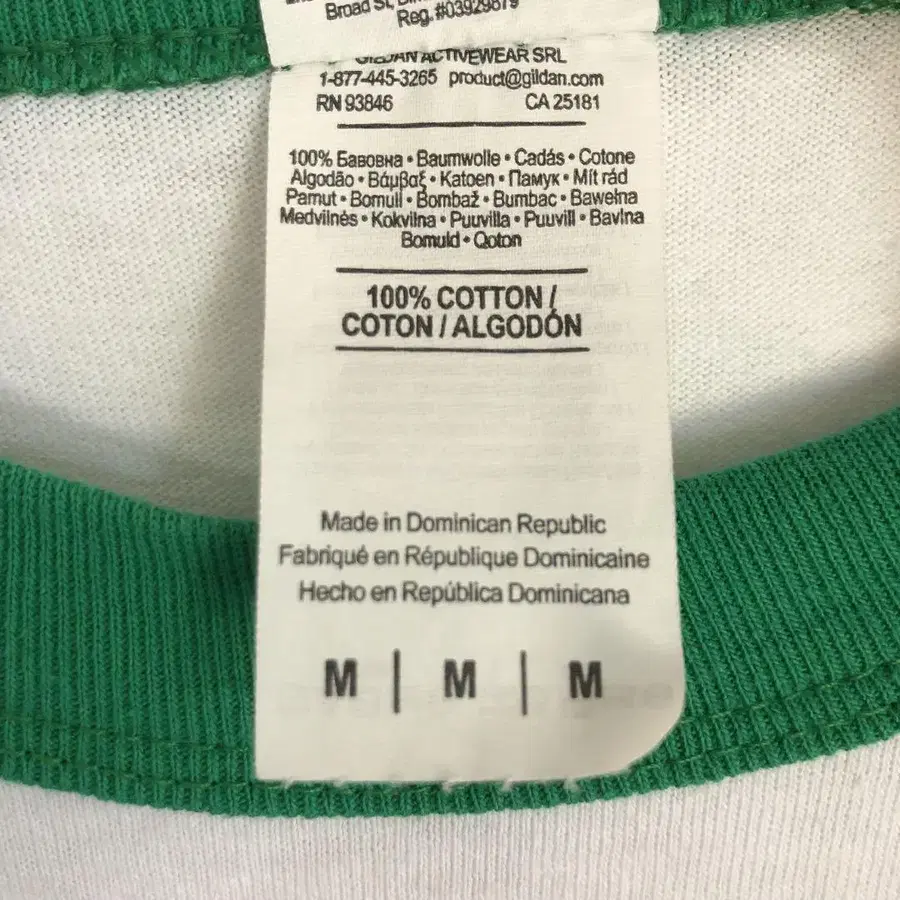 Broad St,
Reg. #03929879
GILDAN ACTIVEWEAR SRL
1-877-445-3265 product@gildan.com
RN 93846 CA 25181
100% Бавовна • Baumwolle • Cadás • Cotone
Algodão • Βάμβαξ • Katoen • Памук • Mít rád
Pamut • Bomull • Bombaž • Bumbac • Bawełna
Medvilnės • Kokvilna • Puuvilla • Puuvill • Bavlna
Bomuld • Qoton
100% COTTON /
COTON / ALGODÓN
Made in Dominican Republic
Fabriqué en République Dominicaine
Hecho en República Dominicana
M | M | M